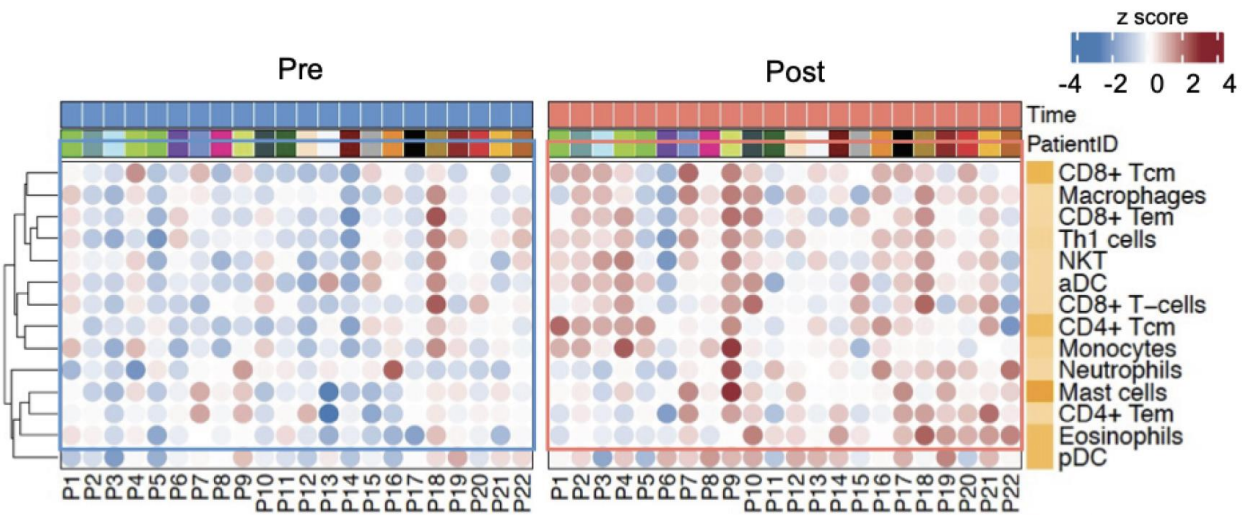 z score
-4 -2 0 2 4
Pre Post
Time
PatientID
CD8+ Tcm
Macrophages
CD8+ Tem
Th1 cells
NKT
aDC
CD8+ T−cells
CD4+ Tcm
Monocytes
Neutrophils
Mast cells
CD4+ Tem
Eosinophils
pDC
P1 P2 P3 P4 P5 P6 P7 P8 P9 P10 P11 P12 P13 P14 P15 P16 P17 P18 P19 P20 P21 P22 P1 P2 P3 P4 P5 P6 P7 P8 P9 P10 P11 P12 P13 P14 P15 P16 P17 P18 P19 P20 P21 P22